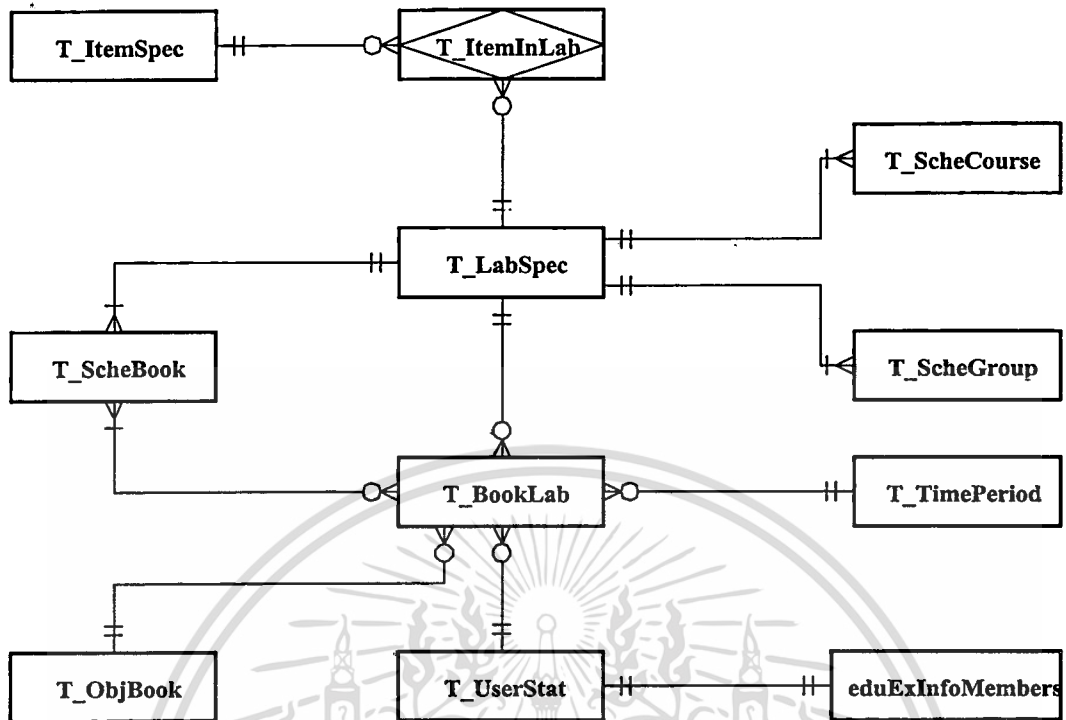 T_ItemSpec
T_ItemInLab
T_ScheCourse
T_LabSpec
T_ScheBook
T_ScheGroup
T_BookLab
T_TimePeriod
T_ObjBook
T_UserStat
eduExInfoMembers